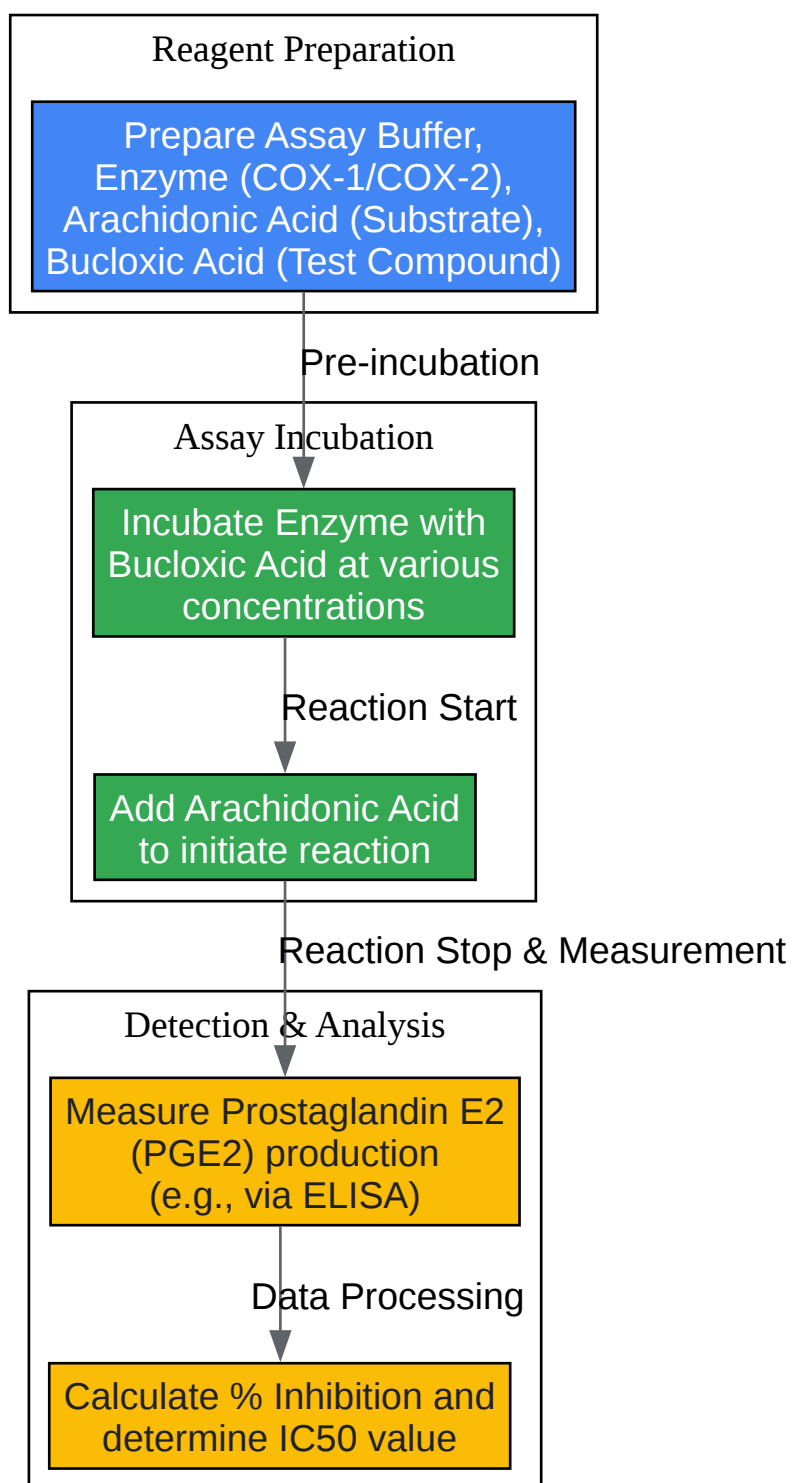 Reagent Preparation
Prepare Assay Buffer,
Enzyme (COX-1/COX-2),
Arachidonic Acid (Substrate),
Bucloxic Acid (Test Compound)
Pre-incubation
Assay Incubation
Incubate Enzyme with
Bucloxic Acid at various
concentrations
Reaction Start
Add Arachidonic Acid
to initiate reaction
Reaction Stop & Measurement
Detection & Analysis
Measure Prostaglandin E2
(PGE2) production
(e.g., via ELISA)
Data Processing
Calculate % Inhibition and
determine IC50 value